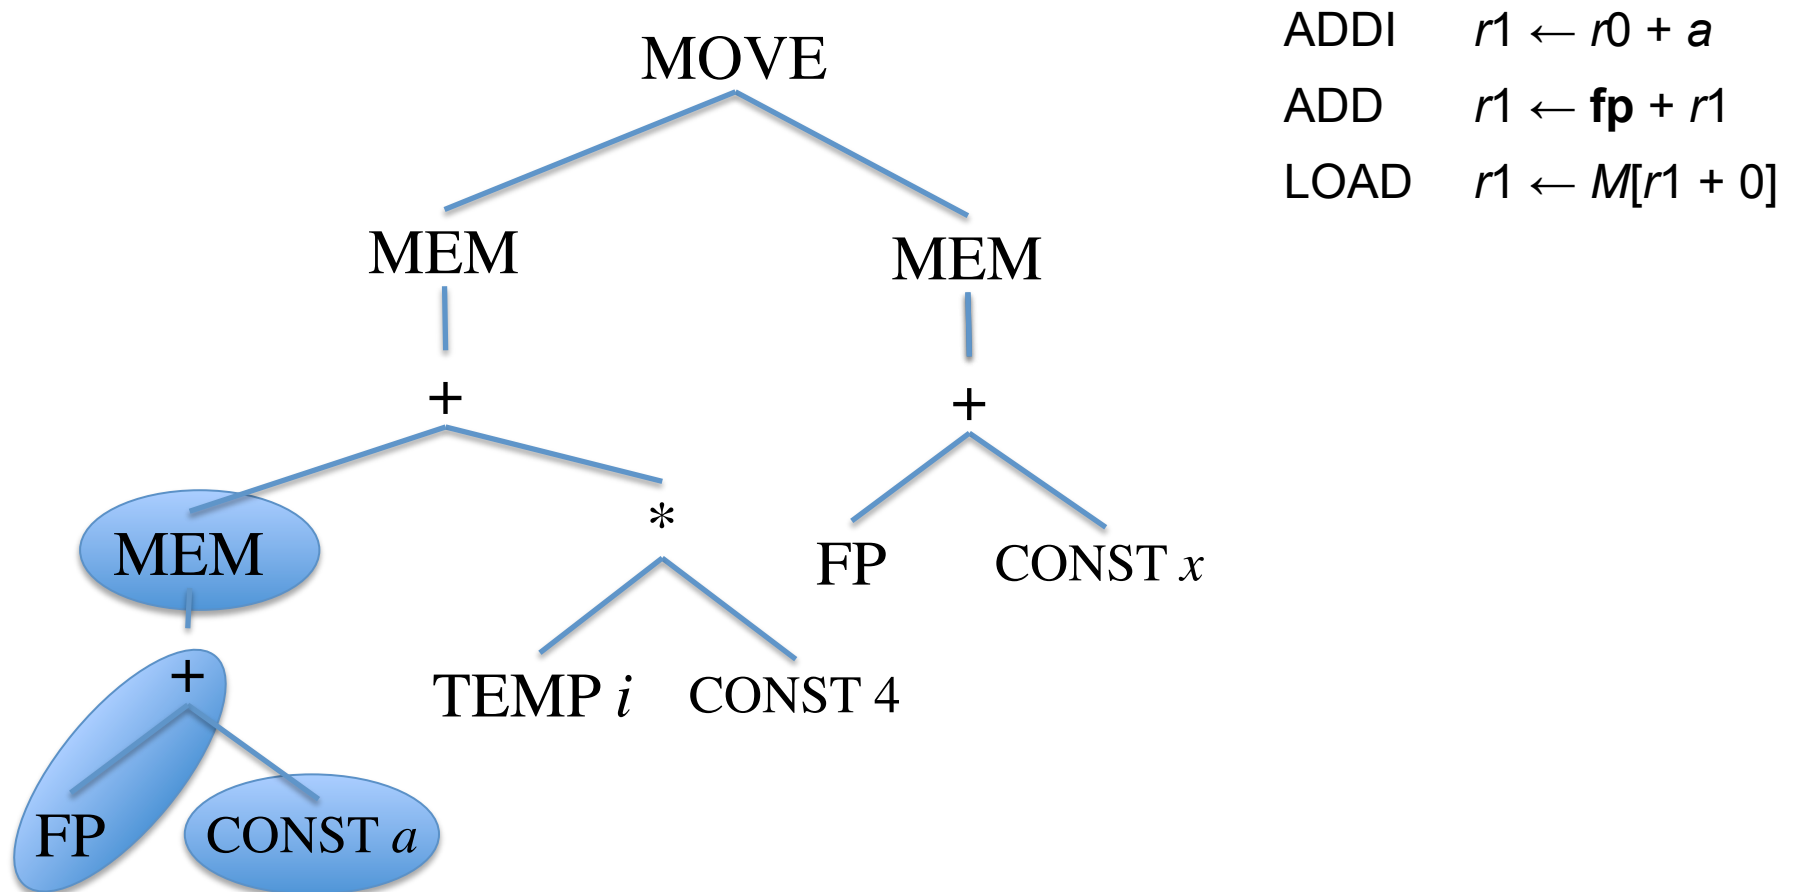 MOVE
ADDI r1 ← r0 + a
ADD r1 ← fp + r1
LOAD r1 ← M[r1 + 0]
MEM MEM
+ +
MEM * FP CONST x
+ TEMP i CONST 4
FP CONST a